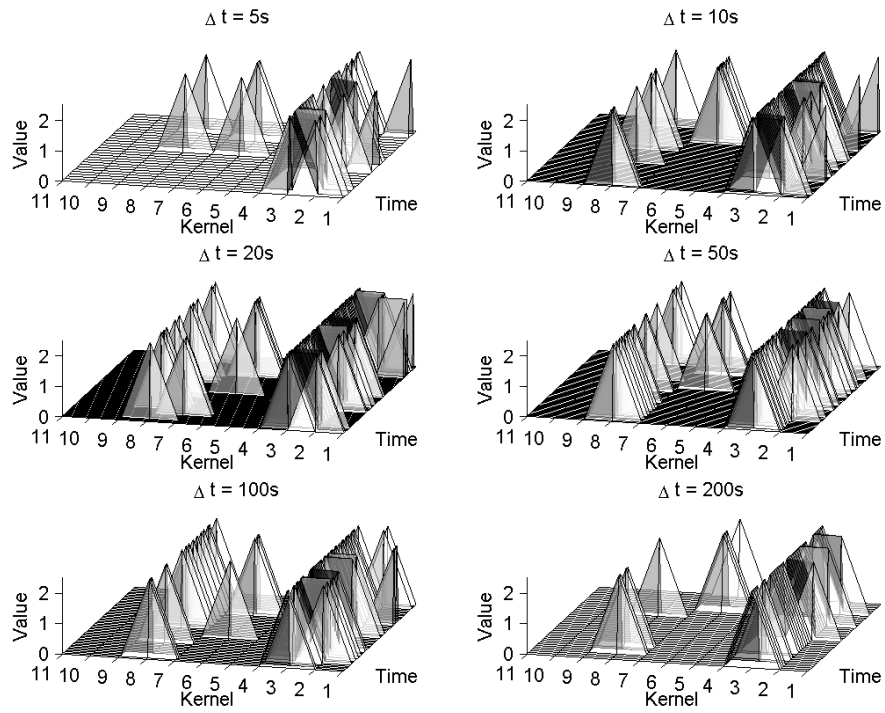 Δ t = 5s
Value
2
1
0
11 10 9 8 7 6 5 4 3 2 1
Kernel
Time
Δ t = 10s
Value
2
1
0
11 10 9 8 7 6 5 4 3 2 1
Kernel
Time
Δ t = 20s
Value
2
1
0
11 10 9 8 7 6 5 4 3 2 1
Kernel
Time
Δ t = 50s
Value
2
1
0
11 10 9 8 7 6 5 4 3 2 1
Kernel
Time
Δ t = 100s
Value
2
1
0
11 10 9 8 7 6 5 4 3 2 1
Kernel
Time
Δ t = 200s
Value
2
1
0
11 10 9 8 7 6 5 4 3 2 1
Kernel
Time